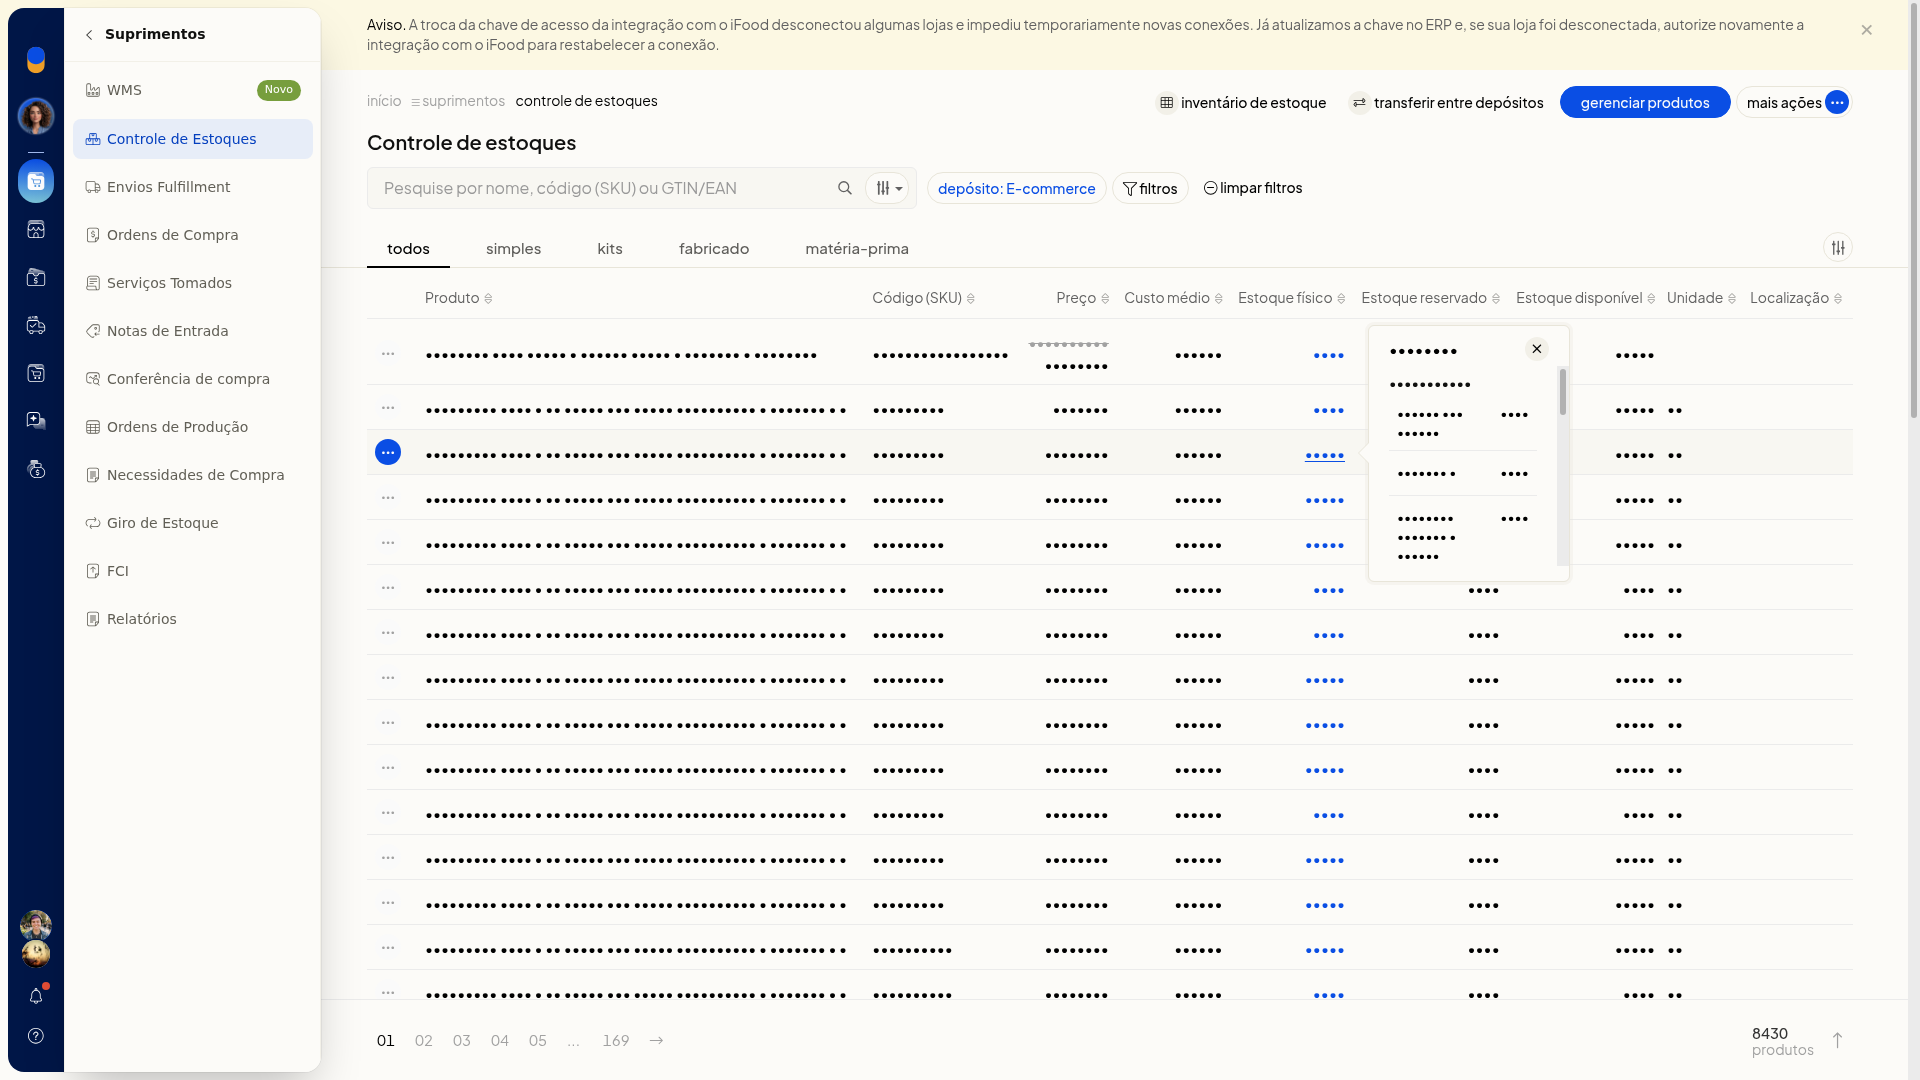 Suprimentos
WMS
Novo
Controle de Estoques
Envios Fulfillment
Ordens de Compra
Serviços Tomados
Notas de Entrada
Conferência de compra
Ordens de Produção
Necessidades de Compra
Giro de Estoque
FCI
Relatórios
Aviso. A troca da chave de acesso da integração com o iFood desconectou algumas lojas e impediu temporariamente novas conexões. Já atualizamos a chave no ERP e, se sua loja foi desconectada, autorize novamente a
integração com o iFood para restabelecer a conexão.
início suprimentos controle de estoques
inventário de estoque transferir entre depósitos gerenciar produtos mais ações
Controle de estoques
Pesquise por nome, código (SKU) ou GTIN/EAN
depósito: E-commerce filtros limpar filtros
todos simples kits fabricado matéria-prima
Produto Código (SKU) Preço Custo médio Estoque físico Estoque reservado Estoque disponível Unidade Localização
01 02 03 04 05 ... 169
8430
produtos